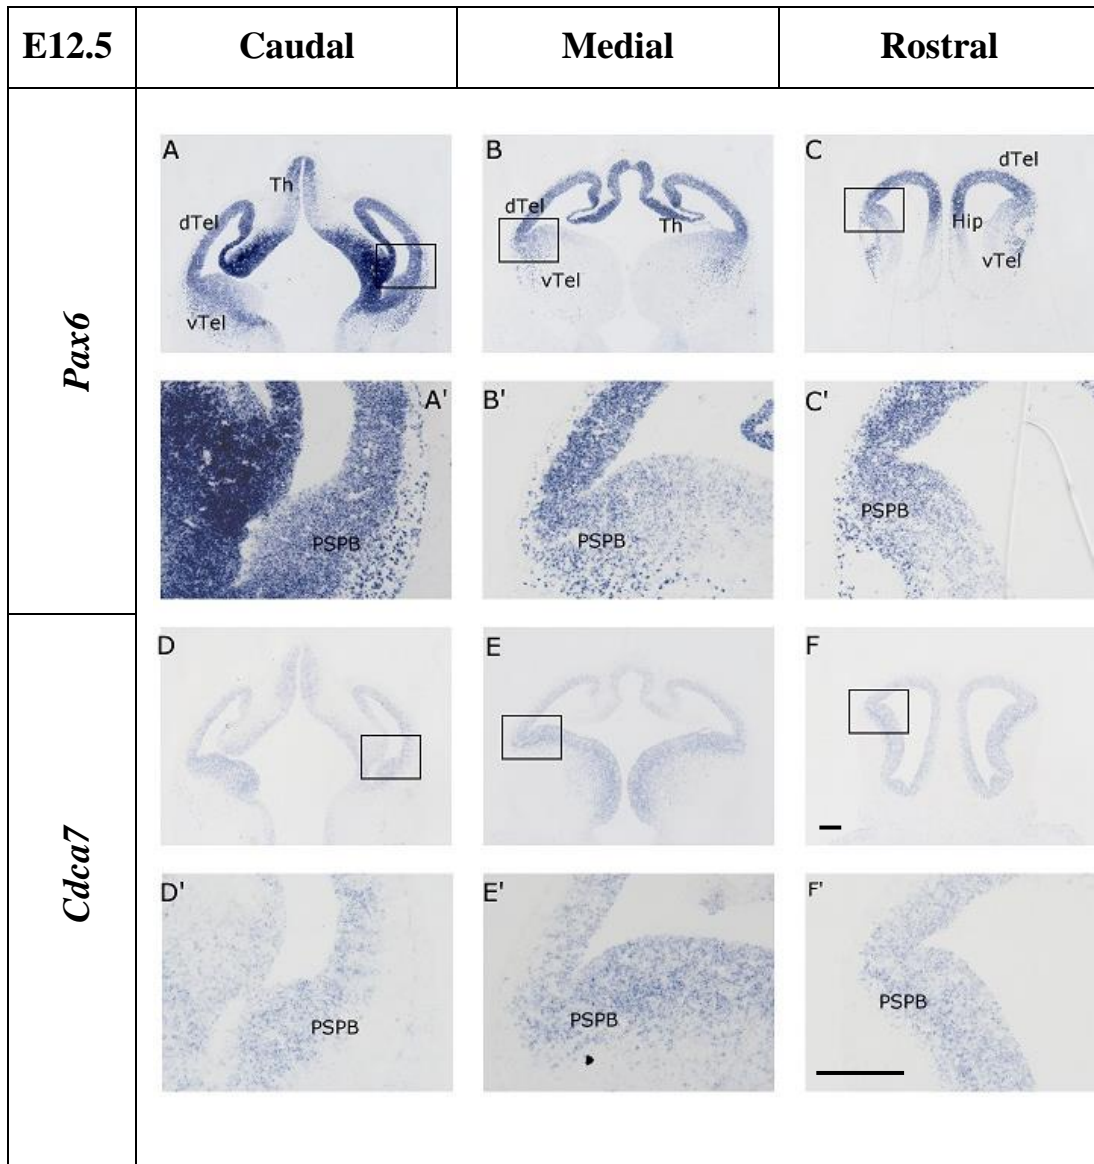 E12.5 Caudal Medial Rostral
Pax6
A
Th
dTel
vTel
B
dTel
Th
vTel
C
dTel
Hip
vTel
A'
PSPB
B'
PSPB
C'
PSPB
Cdca7
D
E
F
D'
PSPB
E'
PSPB
F'
PSPB